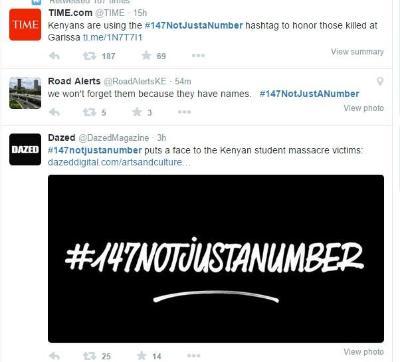 Retweeted 187 times
TIME TIME.com @TIME · 15h
Kenyans are using the #147NotJustaNumber hashtag to honor those killed at
Garissa ti.me/1N7T7I1
187 69 View summary
Road Alerts @RoadAlertsKE · 54m
we won't forget them because they have names. #147NotJustANumber
5 3 View photo
DAZED Dazed @DazedMagazine · 3h
#147notjustanumber puts a face to the Kenyan student massacre victims:
dazeddigital.com/artsandculture...
#147NOTJUSTANUMBER
25 14 View photo